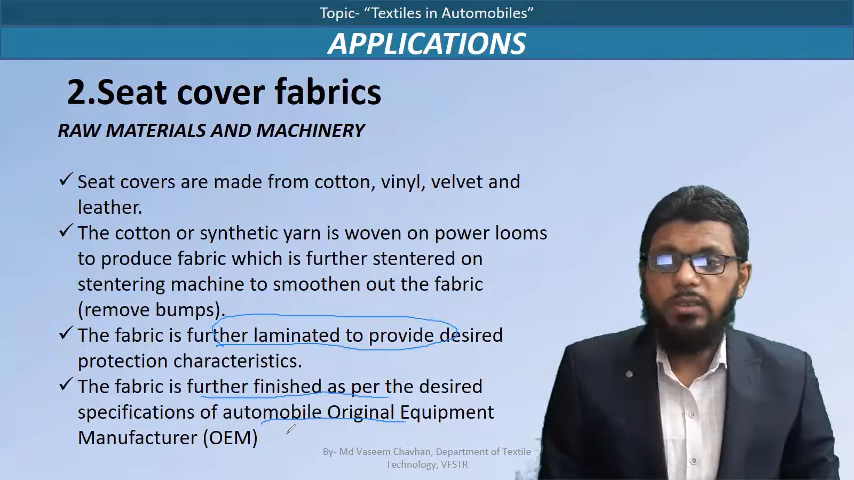 Topic- “Textiles in Automobiles”
APPLICATIONS
2.Seat cover fabrics
RAW MATERIALS AND MACHINERY
✓ Seat covers are made from cotton, vinyl, velvet and
leather.
✓ The cotton or synthetic yarn is woven on power looms
to produce fabric which is further stentered on
stentering machine to smoothen out the fabric
(remove bumps).
✓ The fabric is further laminated to provide desired
protection characteristics.
✓ The fabric is further finished as per the desired
specifications of automobile Original Equipment
Manufacturer (OEM)
By- Md Vaseem Chavhan, Department of Textile
Technology, VFSTR